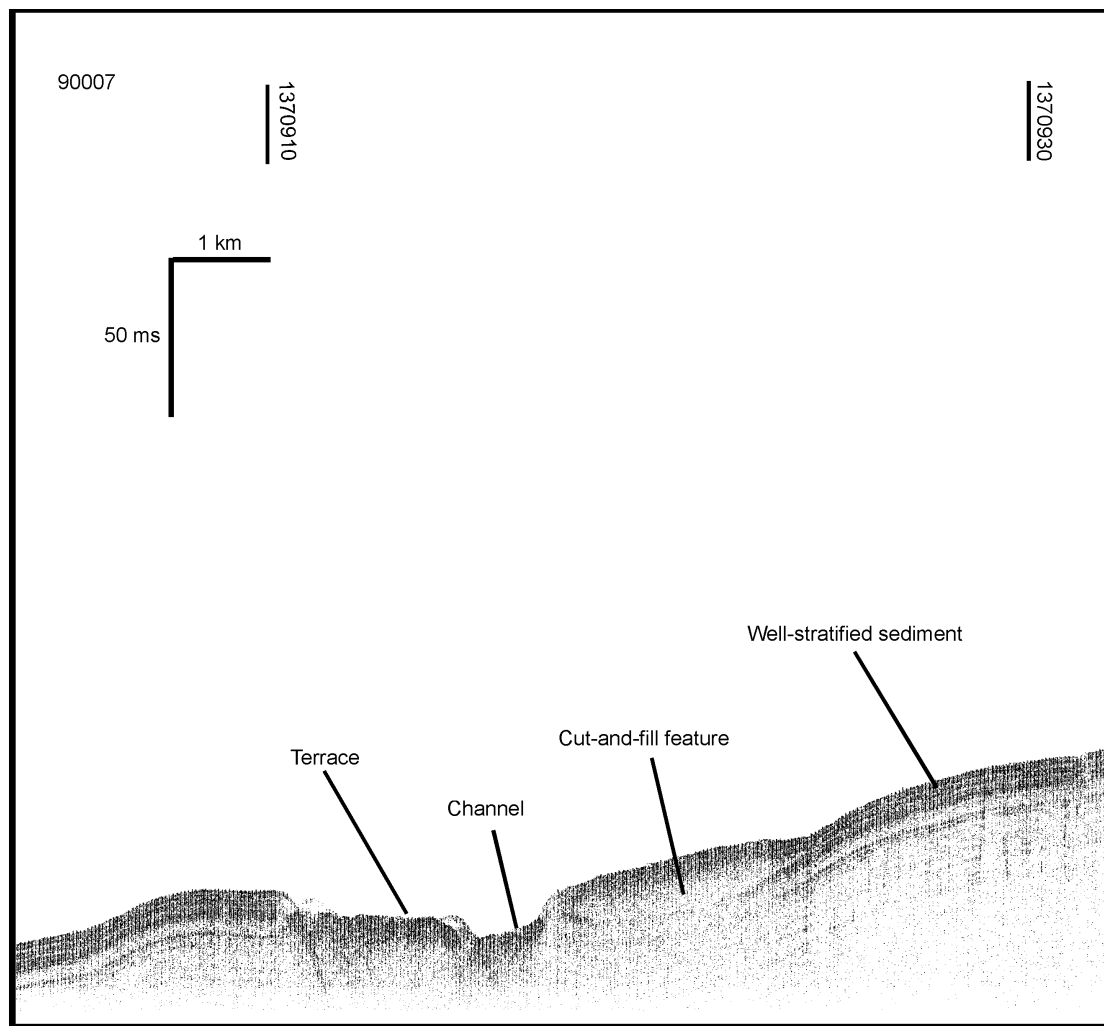 90007
1370910
1370930
1 km
50 ms
Well-stratified sediment
Cut-and-fill feature
Terrace
Channel